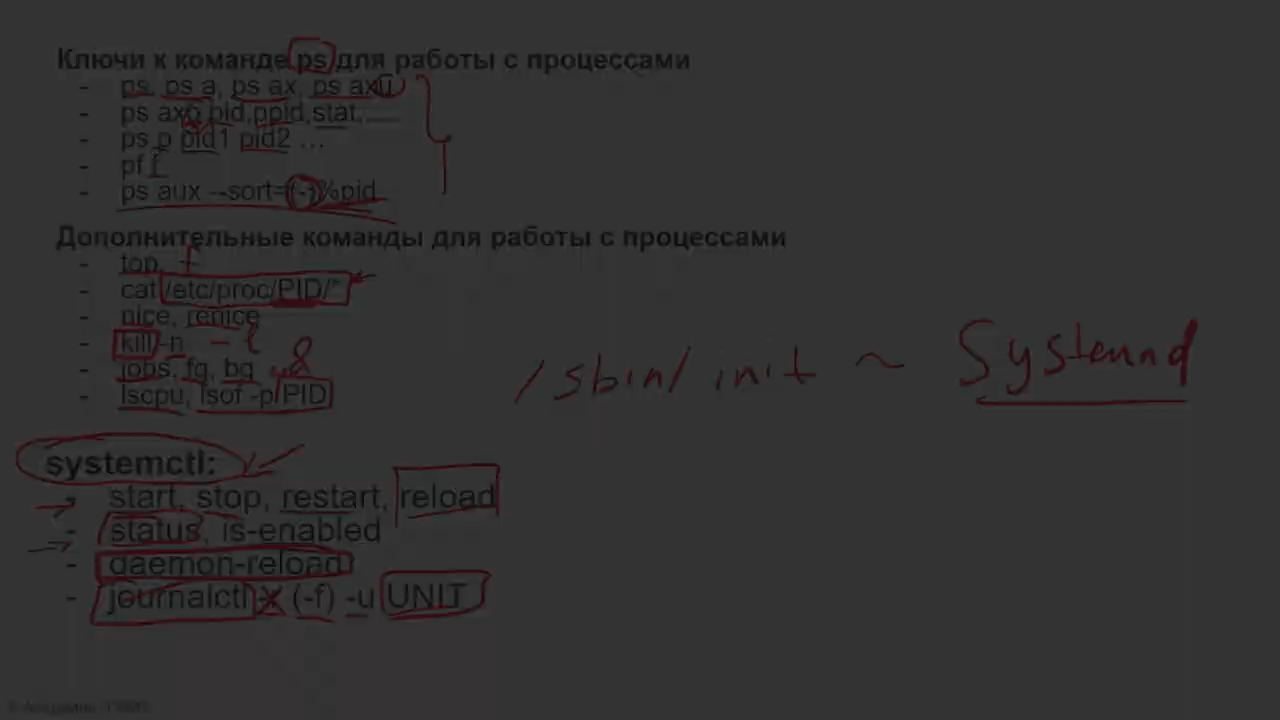 Ключи к команде ps для работы с процессами
- ps, ps a, ps ax, ps axu
- ps axo pid,ppid,stat,.....
- ps p pid1 pid2 ...
- pf f
- ps aux --sort=(-)%pid
Дополнительные команды для работы с процессами
- top, f
- cat /etc/proc/PID/*
- nice, renice
- kill -n - l
- jobs, fg, bg , &
- lscpu, lsof -p PID
/sbin/ init ~ Systemd
systemctl:
- start, stop, restart, reload
- status, is-enabled
- daemon-reload
- journalctl (-f) -u UNIT